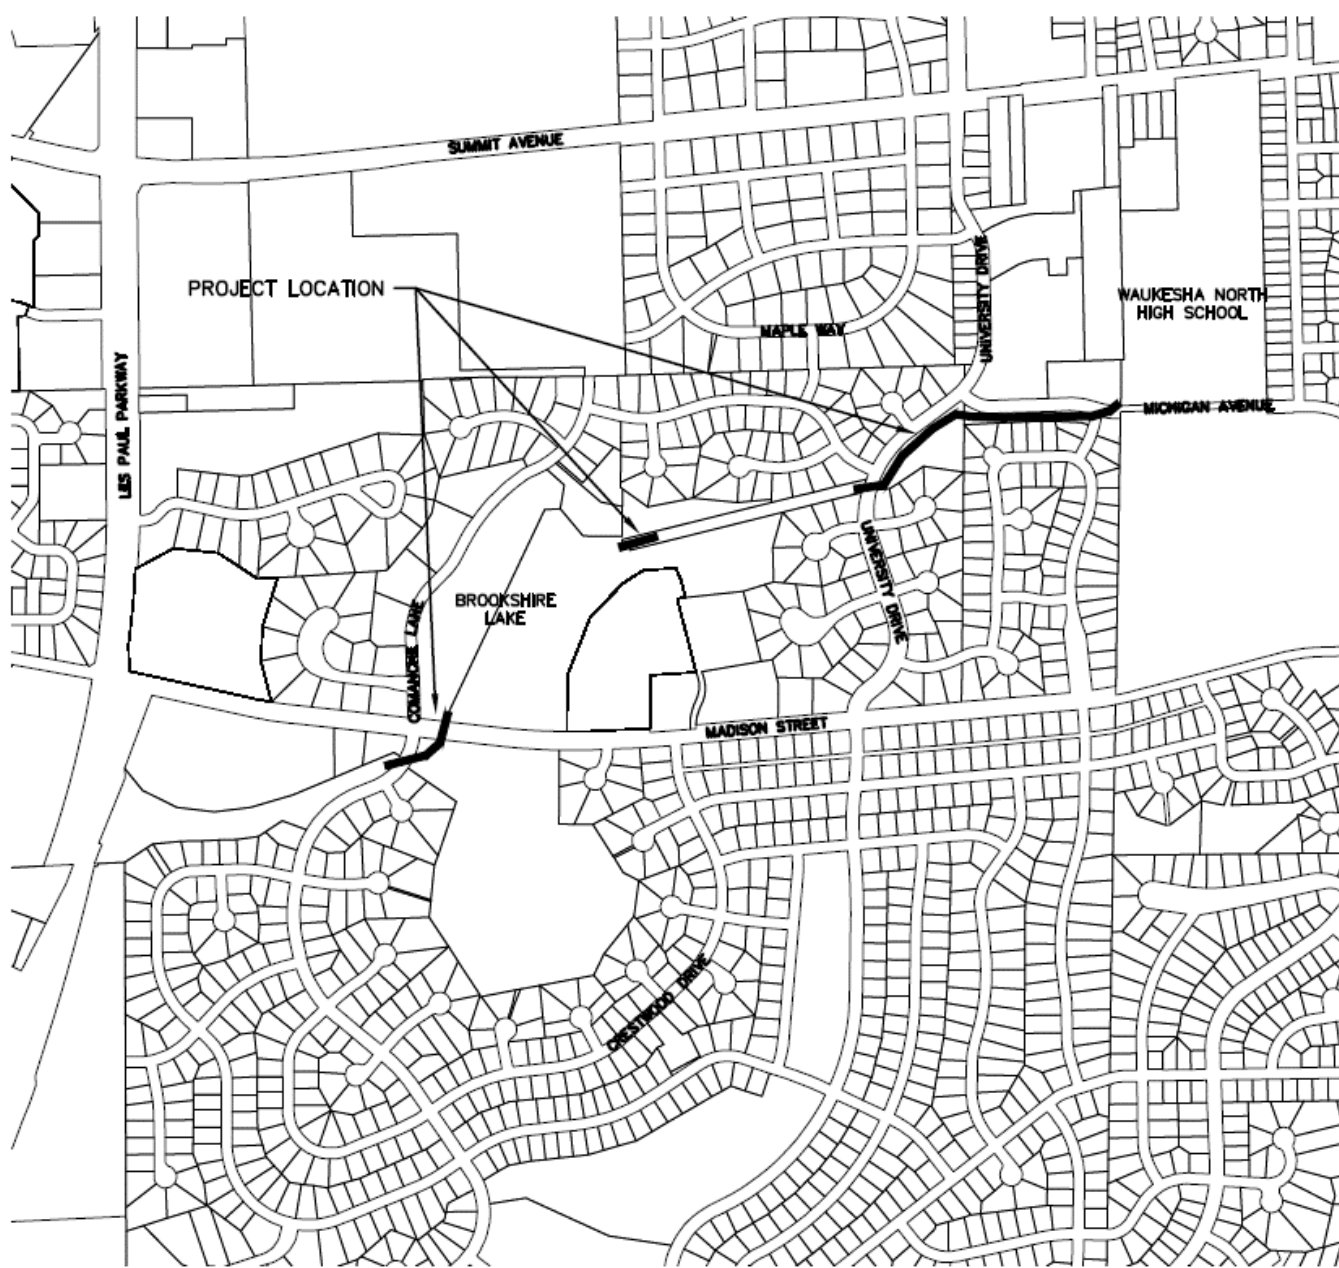 SUMMIT AVENUE
UNIVERSITY DRIVE
PROJECT LOCATION
WAUKESHA NORTH
HIGH SCHOOL
MAPLE WAY
LES PAUL PARKWAY
MICHIGAN AVENUE
UNIVERSITY DRIVE
BROOKSHIRE
LAKE
COMANCHE LANE
MADISON STREET
CRESTWOOD DRIVE